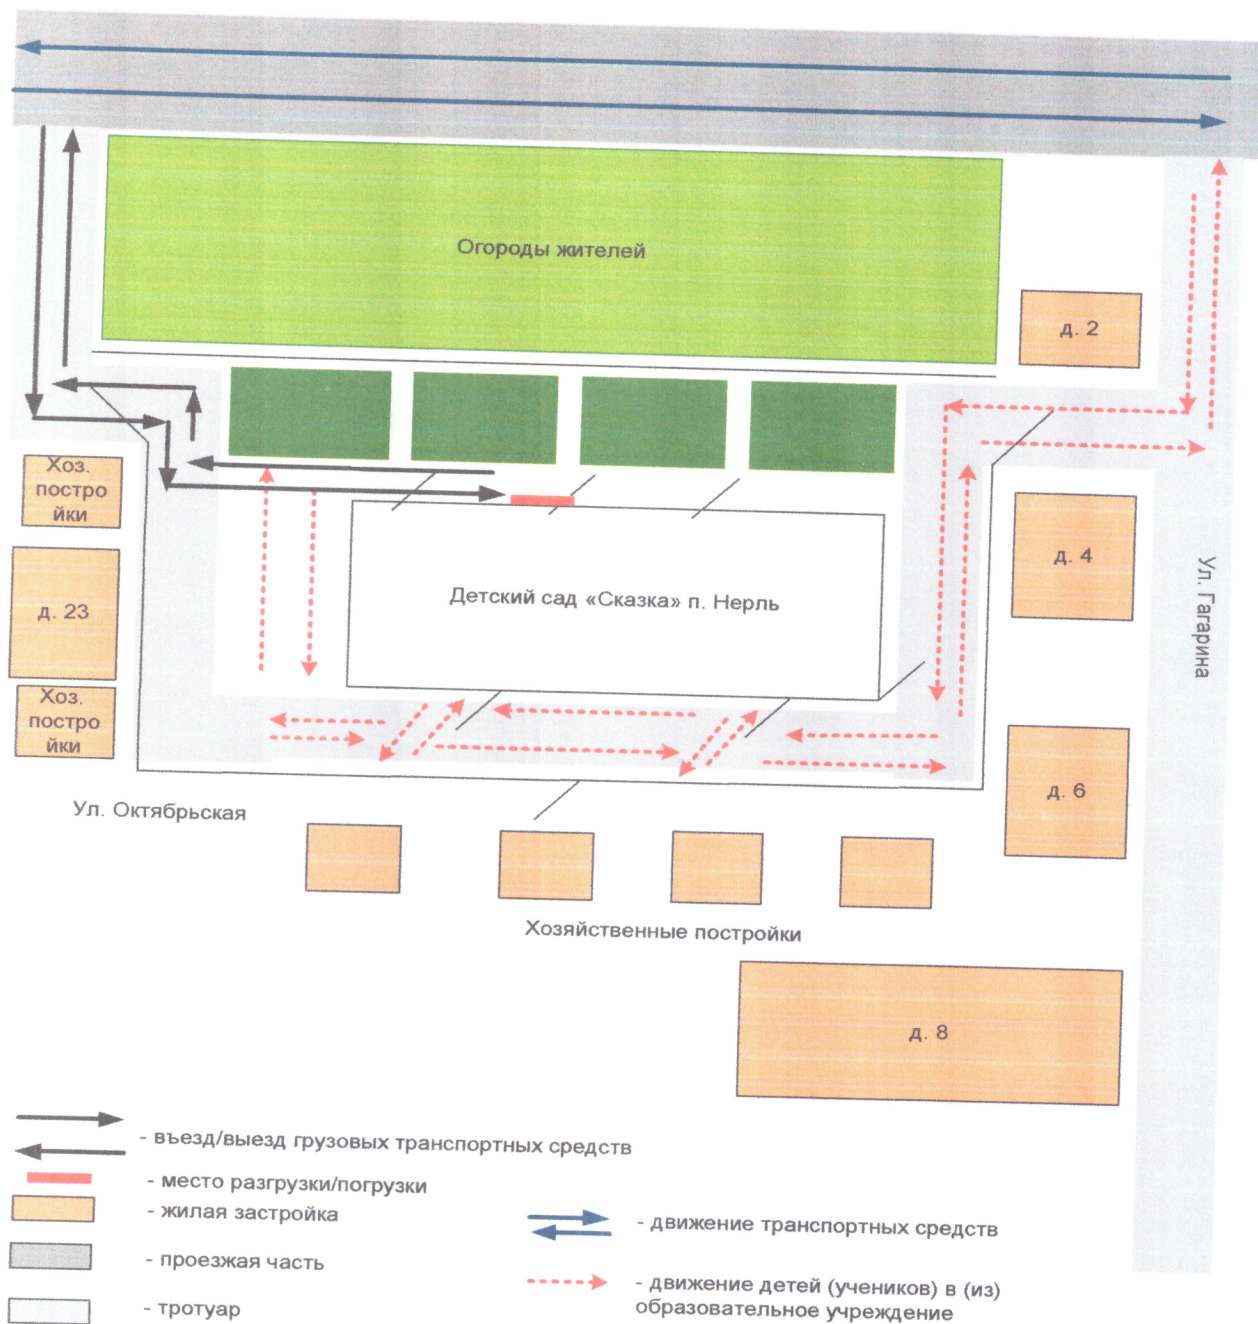 Огороды жителей
д. 2
Хоз.
постро
йки
д. 4
д. 23
Детский сад «Сказка» п. Нерль
Ул. Гагарина
Хоз.
постро
йки
д. 6
Ул. Октябрьская
Хозяйственные постройки
д. 8
- въезд/выезд грузовых транспортных средств
- место разгрузки/погрузки
- жилая застройка
- проезжая часть
- тротуар
- движение транспортных средств
- движение детей (учеников) в (из)
образовательное учреждение